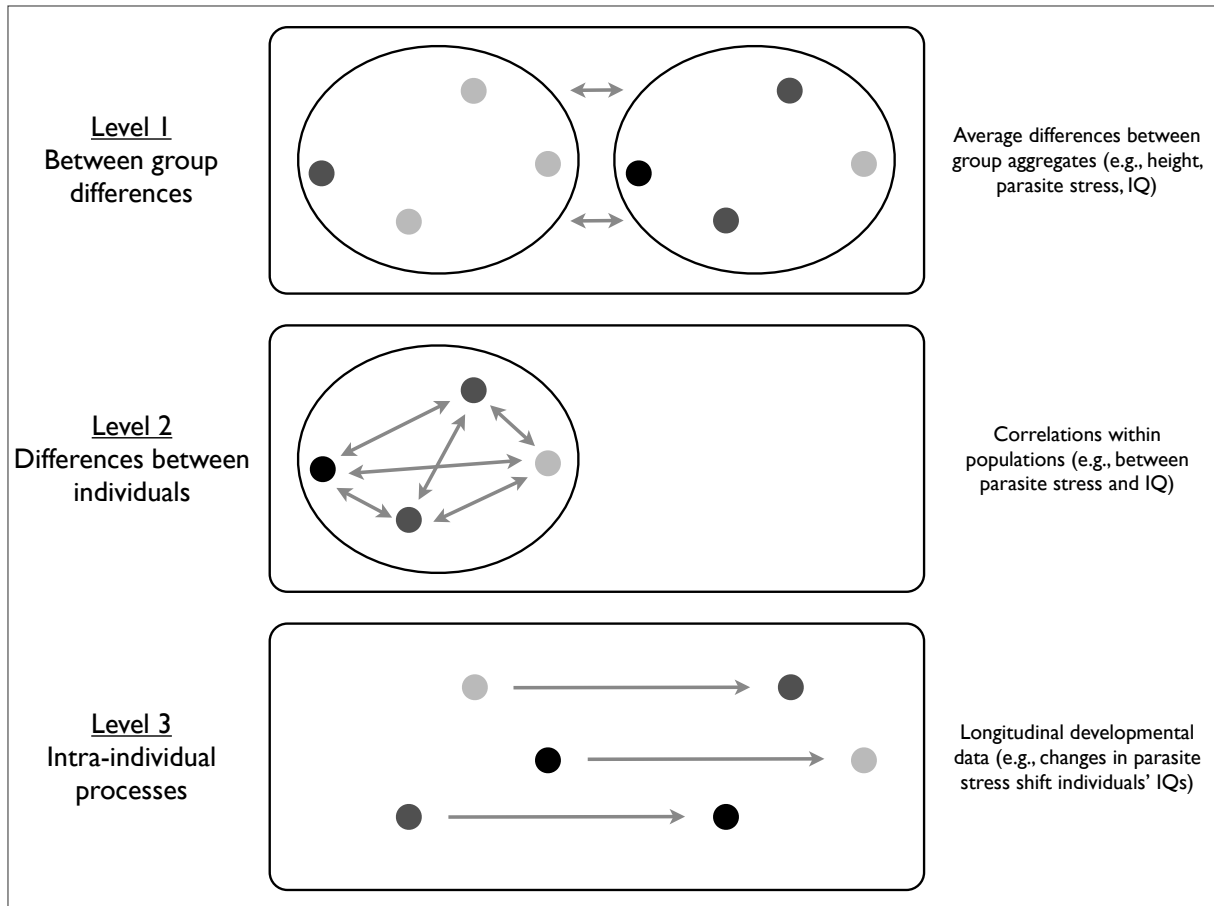 Level 1
Between group
differences
Average differences between
group aggregates (e.g., height,
parasite stress, IQ)
Level 2
Differences between
individuals
Correlations within
populations (e.g., between
parasite stress and IQ)
Level 3
Intra-individual
processes
Longitudinal developmental
data (e.g., changes in parasite
stress shift individuals’ IQs)